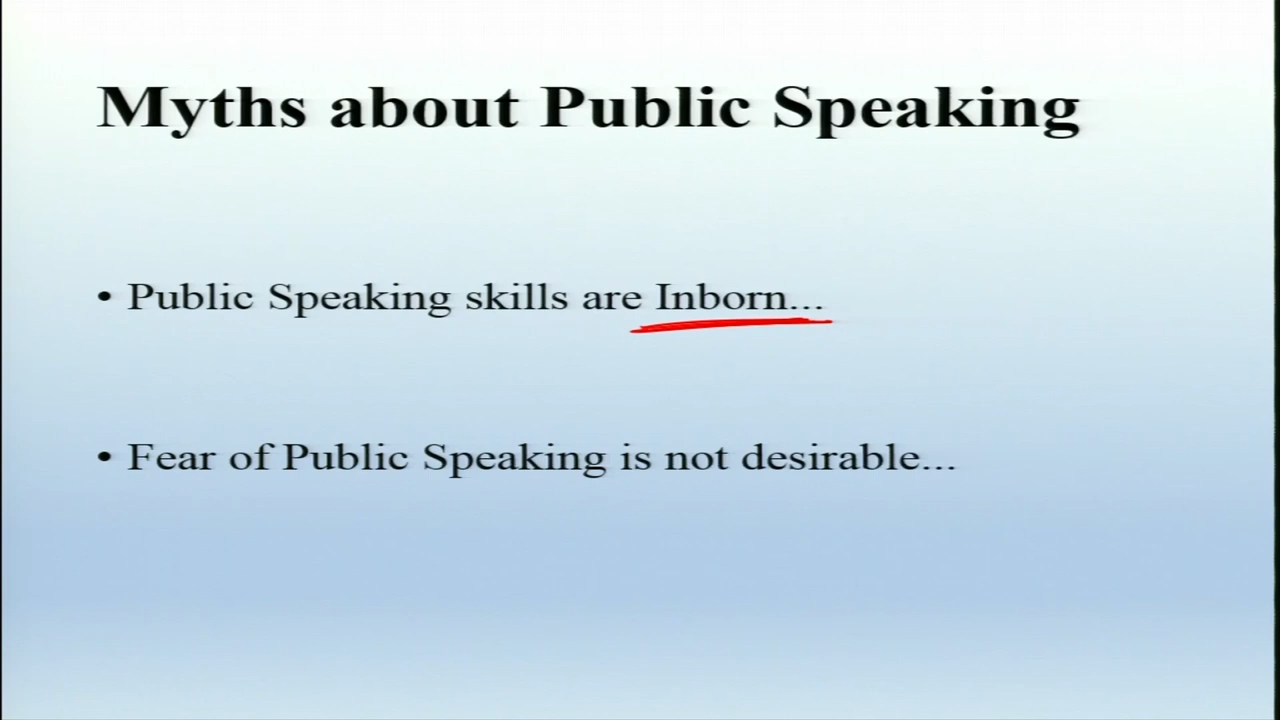 Myths about Public Speaking
• Public Speaking skills are Inborn...
• Fear of Public Speaking is not desirable...